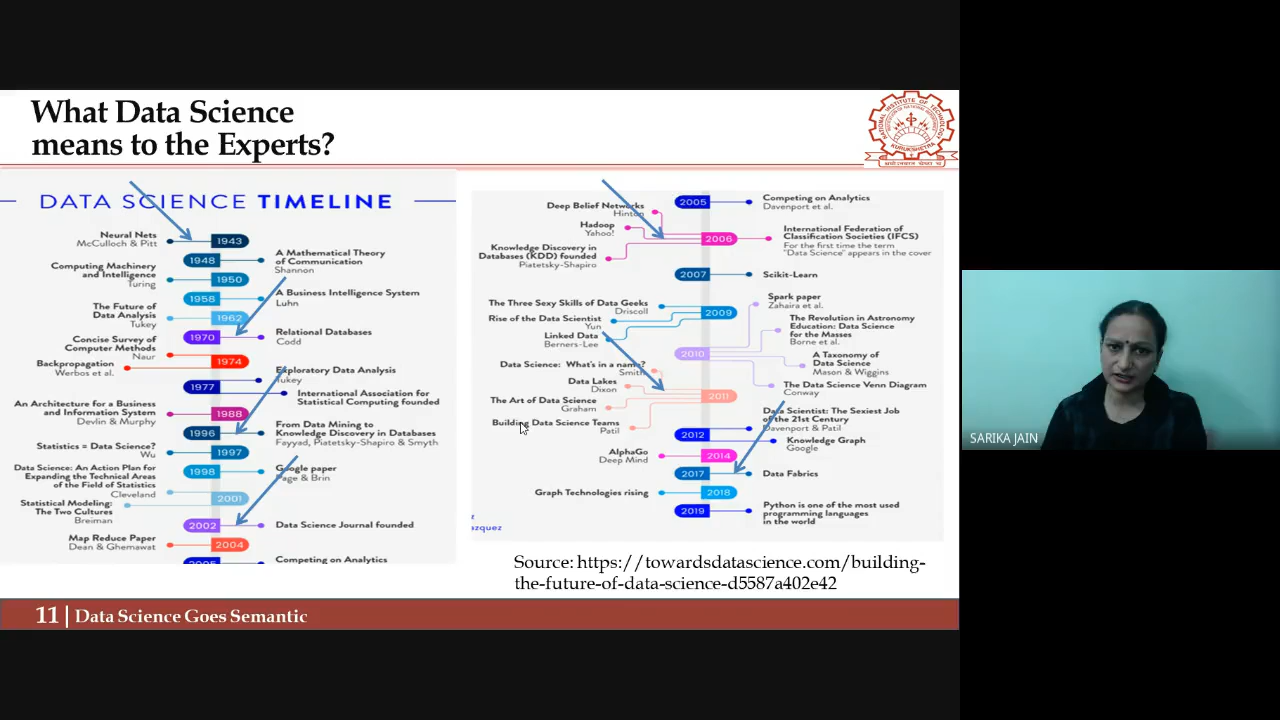 What Data Science
means to the Experts?
DATA SCIENCE TIMELINE
Neural Nets
McCulloch & Pitt
1943
1948
A Mathematical Theory
of Communication
Shannon
Computing Machinery
and Intelligence
Turing
1950
1958
A Business Intelligence System
Luhn
The Future of
Data Analysis
Tukey
1962
1970
Relational Databases
Codd
Concise Survey of
Computer Methods
Naur
1974
Backpropagation
Werbos et al.
1977
Exploratory Data Analysis
Tukey
International Association for
Statistical Computing founded
An Architecture for a Business
and Information System
Devlin & Murphy
1988
1996
From Data Mining to
Knowledge Discovery in Databases
Fayyad, Piatetsky-Shapiro & Smyth
Statistics = Data Science?
Wu
1997
1998
Google paper
Page & Brin
Data Science: An Action Plan for
Expanding the Technical Areas
of the Field of Statistics
Cleveland
2001
Statistical Modeling:
The Two Cultures
Breiman
2002
Data Science Journal founded
Map Reduce Paper
Dean & Ghemawat
2004
2005
Competing on Analytics
2005
Competing on Analytics
Davenport et al.
Deep Belief Networks
Hinton
Hadoop
Yahoo!
Knowledge Discovery in
Databases (KDD) founded
Piatetsky-Shapiro
2006
International Federation of
Classification Societies (IFCS)
For the first time the term
"Data Science" appears in the cover
2007
Scikit-Learn
The Three Sexy Skills of Data Geeks
Driscoll
Rise of the Data Scientist
Yun
Linked Data
Berners-Lee
2009
Spark paper
Zahaira et al.
The Revolution in Astronomy
Education: Data Science
for the Masses
Borne et al.
2010
A Taxonomy of
Data Science
Mason & Wiggins
The Data Science Venn Diagram
Conway
Data Science: What's in a name?
Smith
Data Lakes
Dixon
The Art of Data Science
Graham
Building Data Science Teams
Patil
2011
2012
Data Scientist: The Sexiest Job
of the 21st Century
Davenport & Patil
Knowledge Graph
Google
AlphaGo
Deep Mind
2014
2017
Data Fabrics
Graph Technologies rising
2018
2019
Python is one of the most used
programming languages
in the world
azquez
Source: https://towardsdatascience.com/building-
the-future-of-data-science-d5587a402e42
11 | Data Science Goes Semantic
SARIKA JAIN